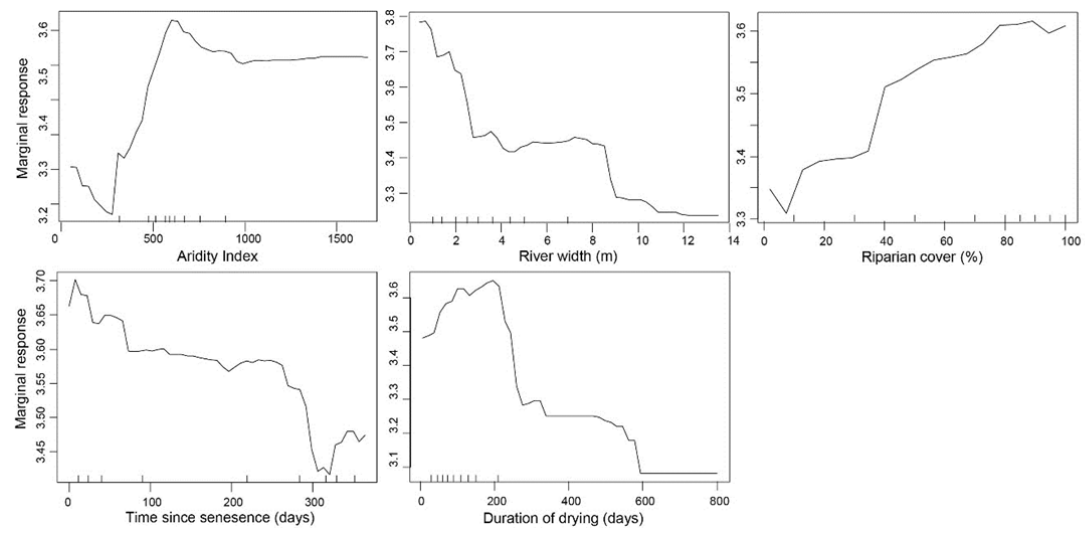 Marginal response
3.6
3.5
3.4
3.3
3.2
0 500 1000 1500
Aridity Index
3.8
3.7
3.6
3.5
3.4
3.3
0 2 4 6 8 10 12 14
River width (m)
3.6
3.5
3.4
3.3
0 20 40 60 80 100
Riparian cover (%)
Marginal response
3.70
3.65
3.60
3.55
3.50
3.45
0 100 200 300
Time since senesence (days)
3.6
3.5
3.4
3.3
3.2
3.1
0 200 400 600 800
Duration of drying (days)